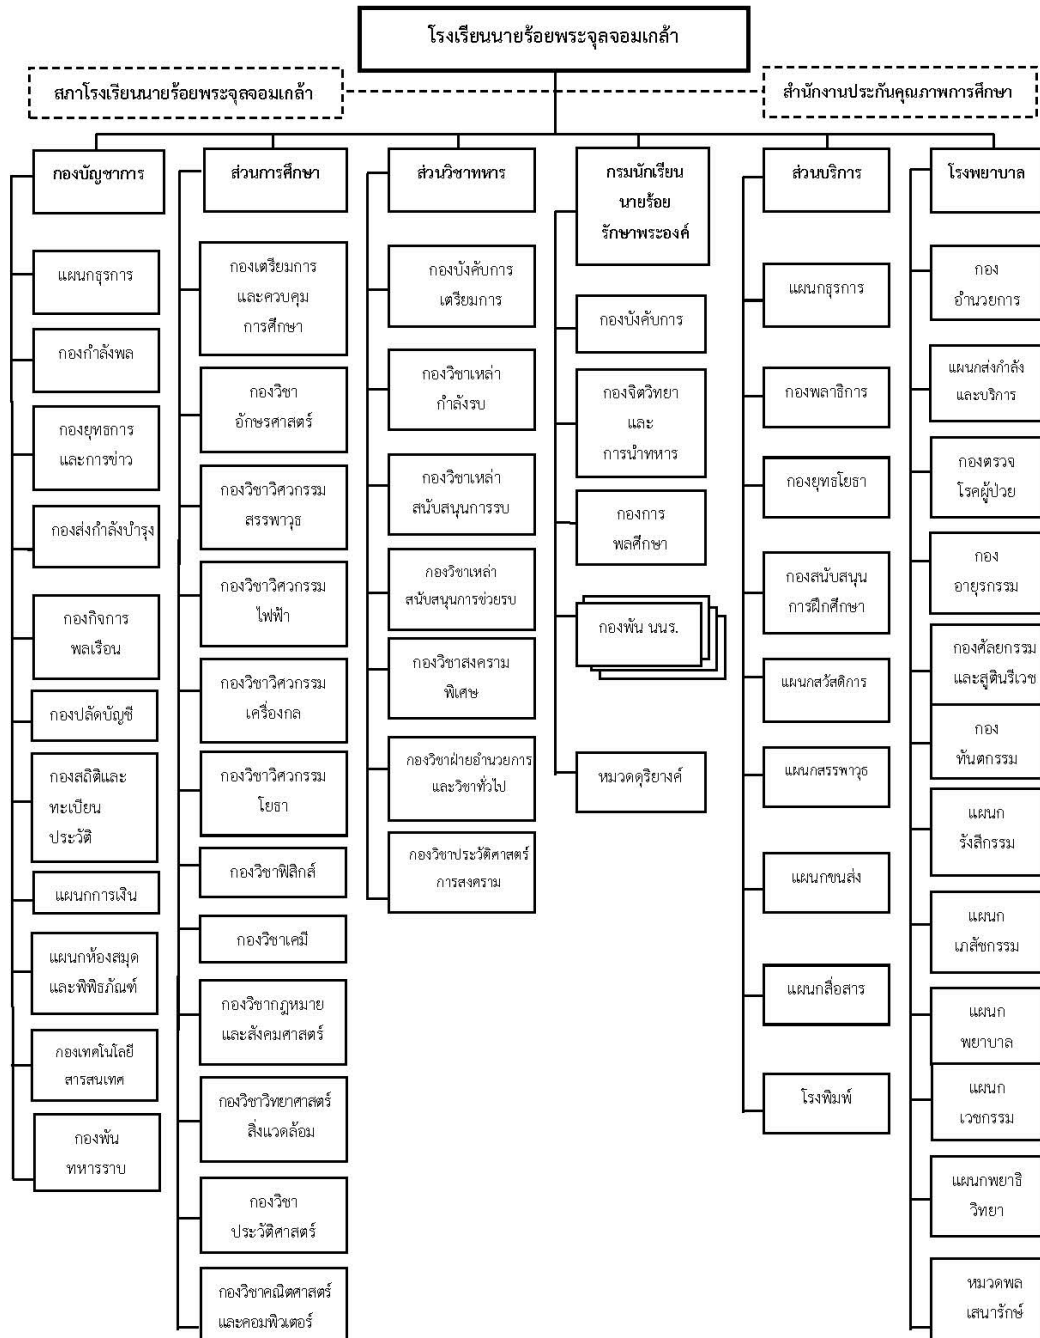 โรงเรียนนายร้อยพระจุลจอมเกล้า
สภาโรงเรียนนายร้อยพระจุลจอมเกล้า
สำนักงานประกันคุณภาพการศึกษา
กองบัญชาการ
แผนกธุรการ
กองกำลังพล
กองยุทธการ
และการข่าว
กองส่งกำลังบำรุง
กองกิจการ
พลเรือน
กองปลัดบัญชี
กองสถิติและ
ทะเบียน
ประวัติ
แผนกการเงิน
แผนกห้องสมุด
และพิพิธภัณฑ์
กองเทคโนโลยี
สารสนเทศ
กองพัน
ทหารราบ
ส่วนการศึกษา
กองเตรียมการ
และควบคุม
การศึกษา
กองวิชา
อักษรศาสตร์
กองวิชาวิศวกรรม
สรรพาวุธ
กองวิชาวิศวกรรม
ไฟฟ้า
กองวิชาวิศวกรรม
เครื่องกล
กองวิชาวิศวกรรม
โยธา
กองวิชาฟิสิกส์
กองวิชาเคมี
กองวิชากฎหมาย
และสังคมศาสตร์
กองวิชาวิทยาศาสตร์
สิ่งแวดล้อม
กองวิชา
ประวัติศาสตร์
กองวิชาคณิตศาสตร์
และคอมพิวเตอร์
ส่วนวิชาทหาร
กองบังคับการ
เตรียมการ
กองวิชาเหล่า
กำลังรบ
กองวิชาเหล่า
สนับสนุนการรบ
กองวิชาเหล่า
สนับสนุนการช่วยรบ
กองวิชาสงคราม
พิเศษ
กองวิชาฝ่ายอำนวยการ
และวิชาทั่วไป
กองวิชาประวัติศาสตร์
การสงคราม
กรมนักเรียน
นายร้อย
รักษาพระองค์
กองบังคับการ
กองจิตวิทยา
และ
การนำทหาร
กองการ
พลศึกษา
กองพัน นนร.
หมวดดุริยางค์
ส่วนบริการ
แผนกธุรการ
กองพลาธิการ
กองยุทธโยธา
กองสนับสนุน
การฝึกศึกษา
แผนกสวัสดิการ
แผนกสรรพาวุธ
แผนกขนส่ง
แผนกสื่อสาร
โรงพิมพ์
โรงพยาบาล
กอง
อำนวยการ
แผนกส่งกำลัง
และบริการ
กองตรวจ
โรคผู้ป่วย
กอง
อายุรกรรม
กองศัลยกรรม
และสูตินรีเวช
กอง
ทันตกรรม
แผนก
รังสีกรรม
แผนก
เภสัชกรรม
แผนก
พยาบาล
แผนก
เวชกรรม
แผนกพยาธิ
วิทยา
หมวดพล
เสนารักษ์